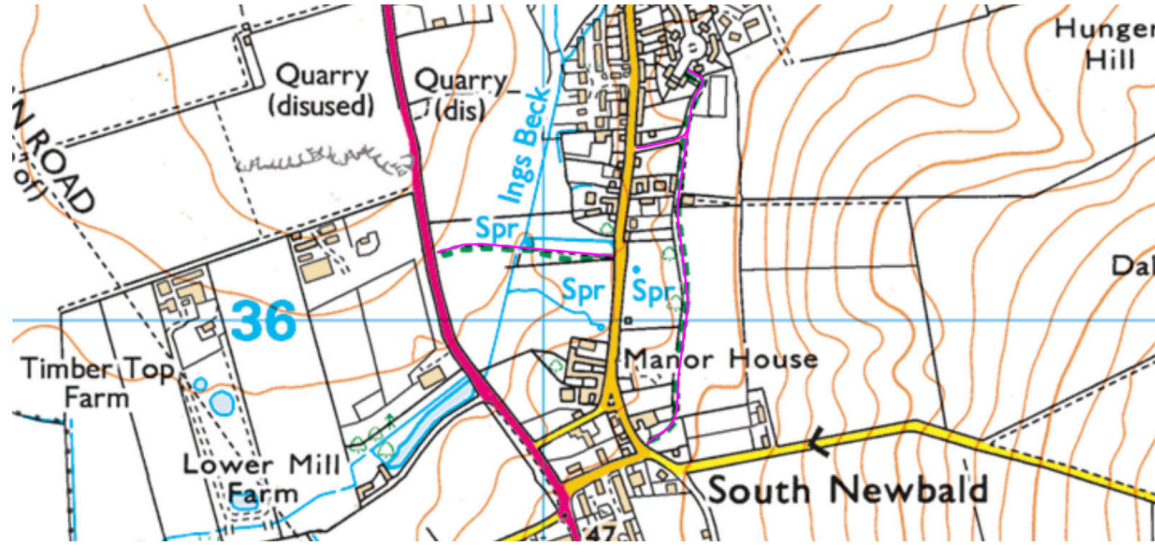 Hunger
Hill
Quarry
(disused)
Quarry
(dis)
N ROAD
of)
Ings Beck
Spr
Spr
Spr
Dal
36
Manor House
Timber Top
Farm
Lower Mill
Farm
South Newbald
47